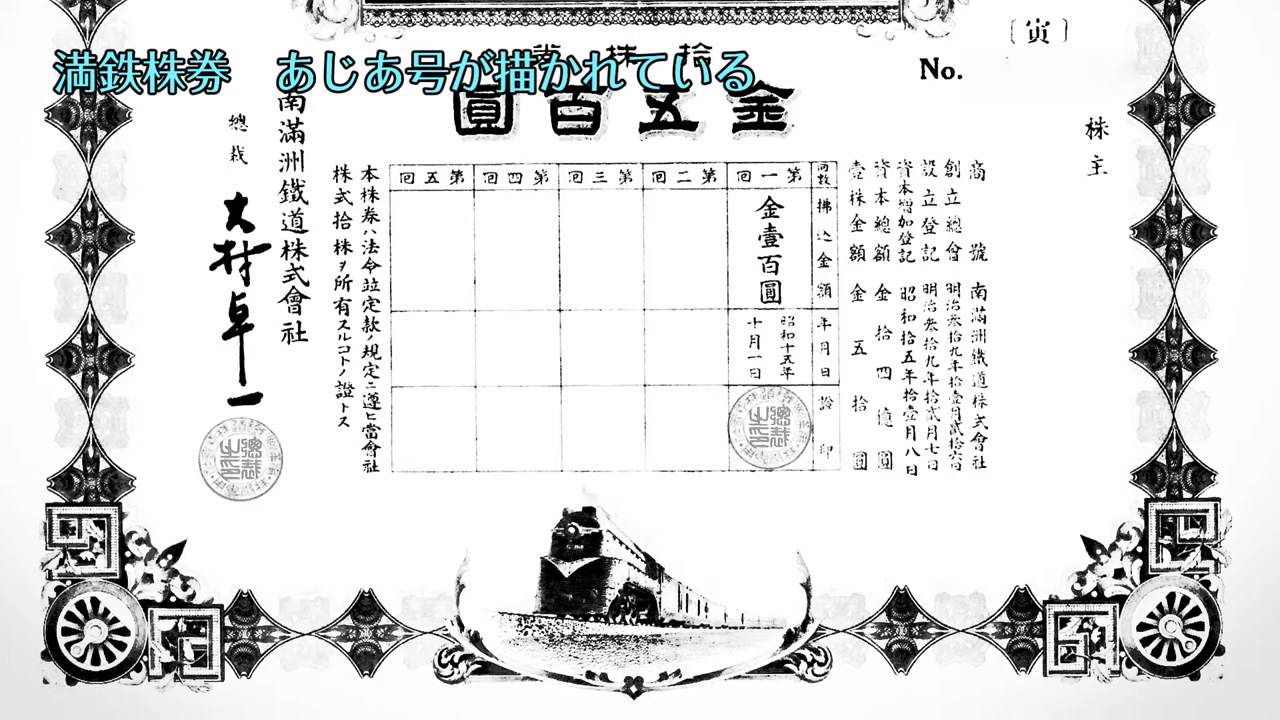 満鉄株券　あじあ号が描かれている
〔寅〕
No.
株主
拾株券
金五百圓
商號　南滿洲鐵道株式會社
創立總會　明治参拾九年拾壹月貳拾六日
設立登記　明治参拾九年拾貳月七日
資本增加登記　昭和拾五年拾壹月八日
資本總額　金拾四億圓
壹株金額　金五拾圓
回數　第一回　第二回　第三回　第四回　第五回
拂込金額　金壹百圓
年月日　昭和十五年十月一日
證印
本株券ハ法令竝定款ノ規定ニ遵ヒ當會社
株式拾株ヲ所有スルコトノ證トス
南滿洲鐵道株式會社
總裁　大村卓一